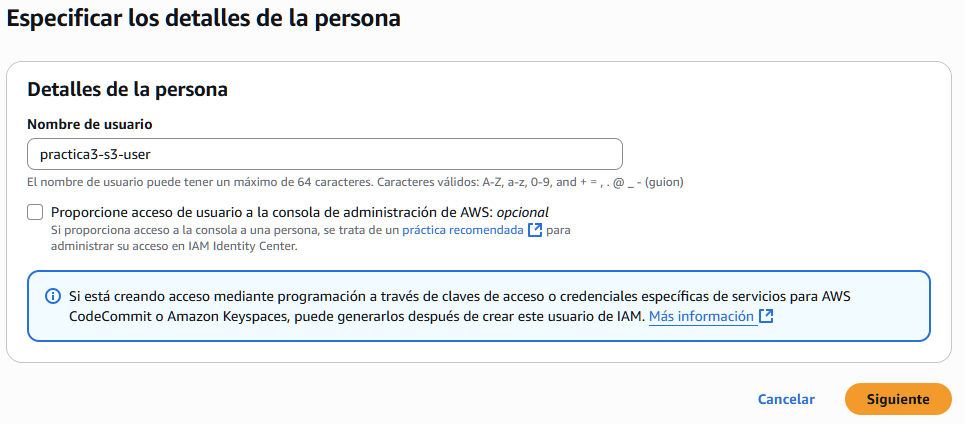 Especificar los detalles de la persona
Detalles de la persona
Nombre de usuario
practica3-s3-user
El nombre de usuario puede tener un máximo de 64 caracteres. Caracteres válidos: A-Z, a-z, 0-9, and + = , . @ _ - (guion)
Proporcione acceso de usuario a la consola de administración de AWS: opcional
Si proporciona acceso a la consola a una persona, se trata de un práctica recomendada para
administrar su acceso en IAM Identity Center.
Si está creando acceso mediante programación a través de claves de acceso o credenciales específicas de servicios para AWS
CodeCommit o Amazon Keyspaces, puede generarlos después de crear este usuario de IAM. Más información
Cancelar
Siguiente